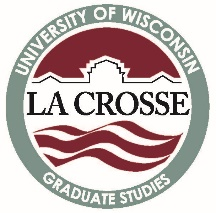 UNIVERSITY OF WISCONSIN
LA CROSSE
GRADUATE STUDIES